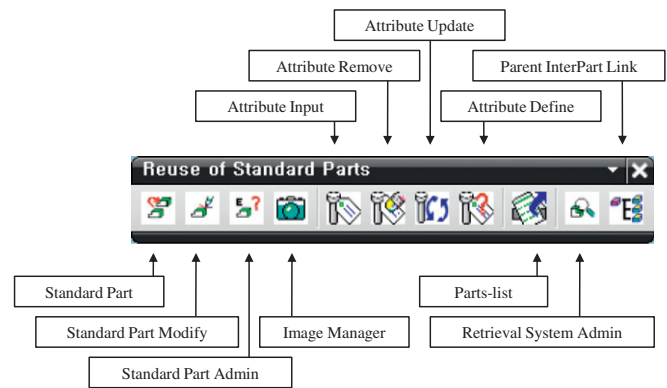 Attribute Update
Attribute Remove
Parent InterPart Link
Attribute Input
Attribute Define
Reuse of Standard Parts
E ?
E
Standard Part
Parts-list
Standard Part Modify
Image Manager
Retrieval System Admin
Standard Part Admin